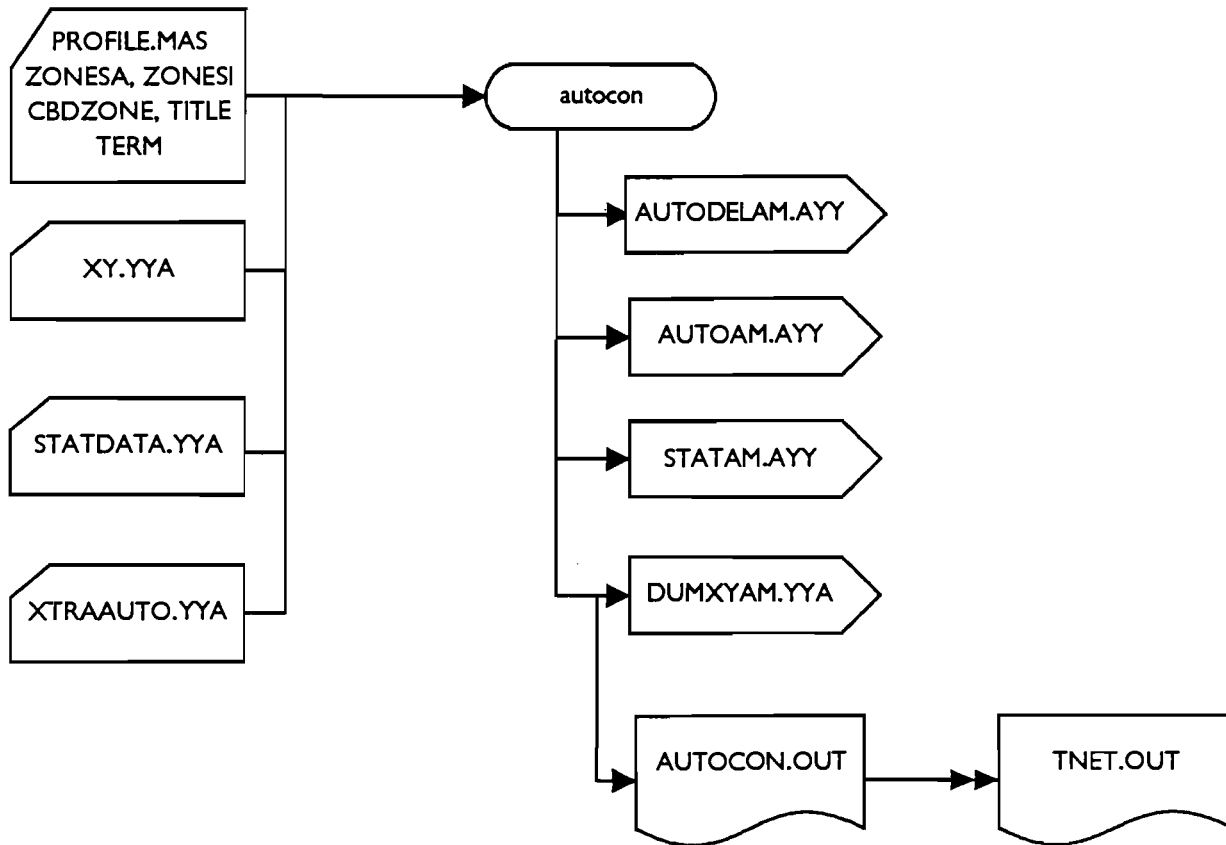 PROFILE.MAS
ZONESA, ZONESI
CBDZONE, TITLE
TERM
autocon
AUTODELAM.AYY
XY.YYA
AUTOAM.AYY
STATDATA.YYA
STATAM.AYY
XTRAAUTO.YYA
DUMXYAM.YYA
AUTOCON.OUT
TNET.OUT